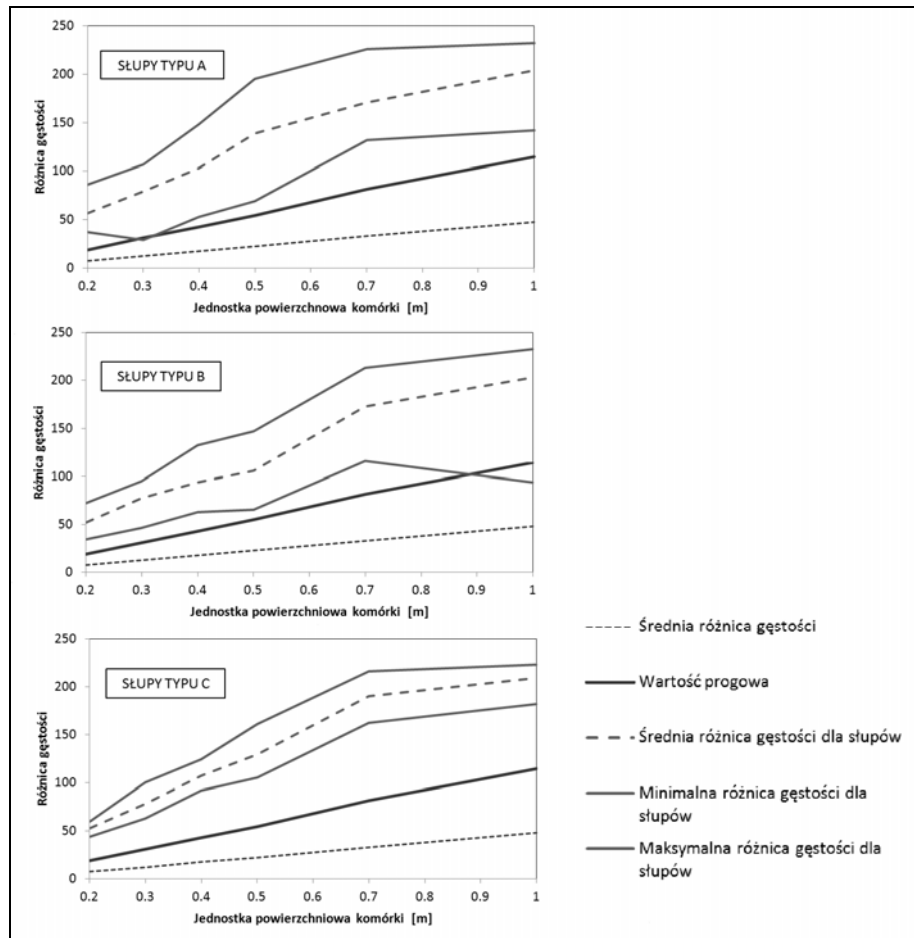 250
200
150
100
50
0
SŁUPY TYPU A
Różnica gęstości
0.2 0.3 0.4 0.5 0.6 0.7 0.8 0.9 1
Jednostka powierzchnowa komórki [m]
250
200
150
100
50
0
SŁUPY TYPU B
Różnica gęstości
0.2 0.3 0.4 0.5 0.6 0.7 0.8 0.9 1
Jednostka powierzchniowa komórki [m]
250
200
150
100
50
0
SŁUPY TYPU C
Różnica gęstości
0.2 0.3 0.4 0.5 0.6 0.7 0.8 0.9 1
Jednostka powierzchniowa komórki [m]
Średnia różnica gęstości
Wartość progowa
Średnia różnica gęstości dla słupów
Minimalna różnica gęstości dla
słupów
Maksymalna różnica gęstości dla
słupów